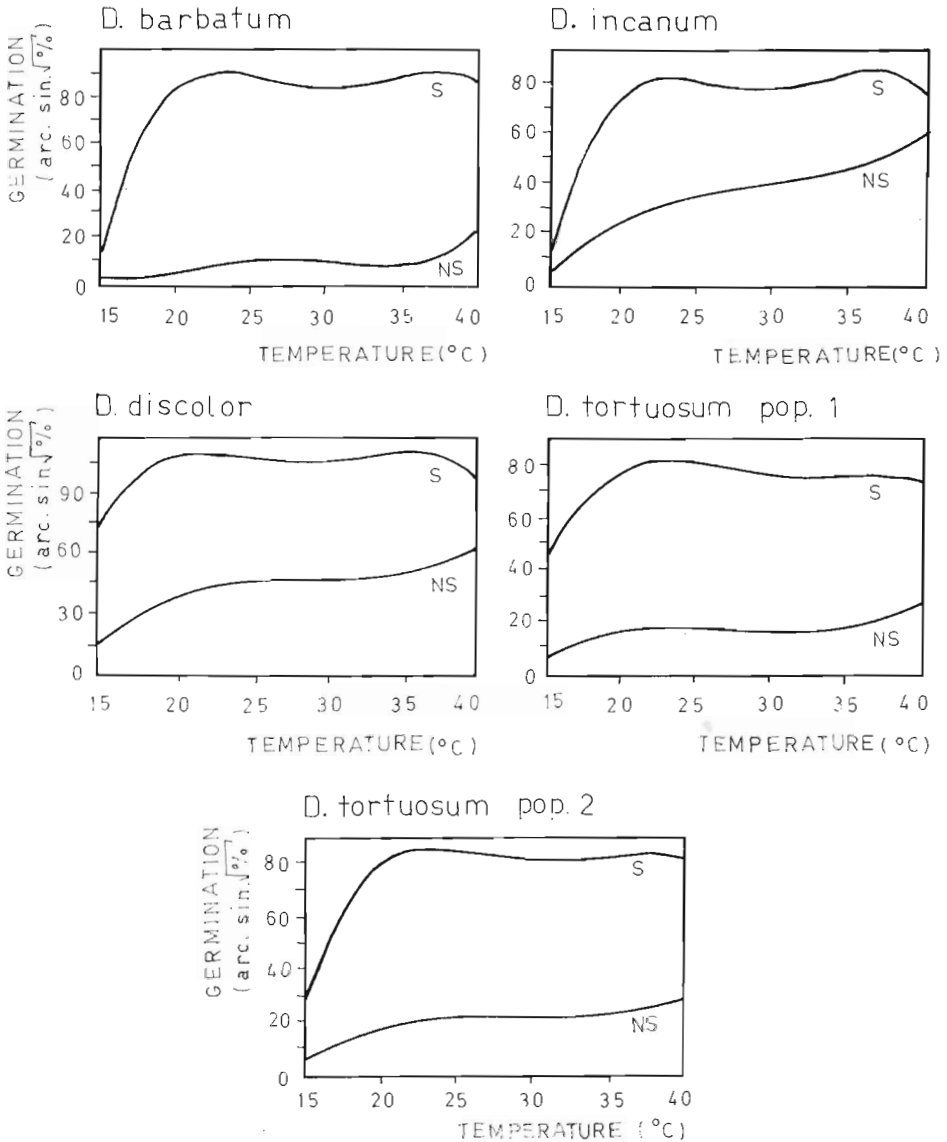 D. barbatum
GERMINATION
(arc. sin.√%)
80
60
40
20
0
S
NS
15 20 25 30 35 40
TEMPERATURE(°C)
D. incanum
80
60
40
20
0
S
NS
15 20 25 30 35 40
TEMPERATURE(°C)
D. discolor
GERMINATION
(arc. sin√%)
90
60
30
0
S
NS
15 20 25 30 35 40
TEMPERATURE(°C)
D. tortuosum pop. 1
80
60
40
20
0
S
NS
15 20 25 30 35 40
TEMPERATURE(°C)
D. tortuosum pop. 2
GERMINATION
(arc. sin.√%)
80
60
40
20
0
S
NS
15 20 25 30 35 40
TEMPERATURE (°C)